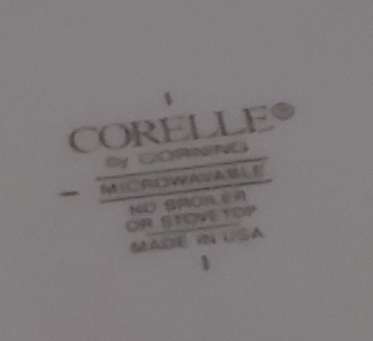 CORELLE®
By CORNING
MICROWAVABLE
NO BROILER
OR STOVETOP
MADE IN USA